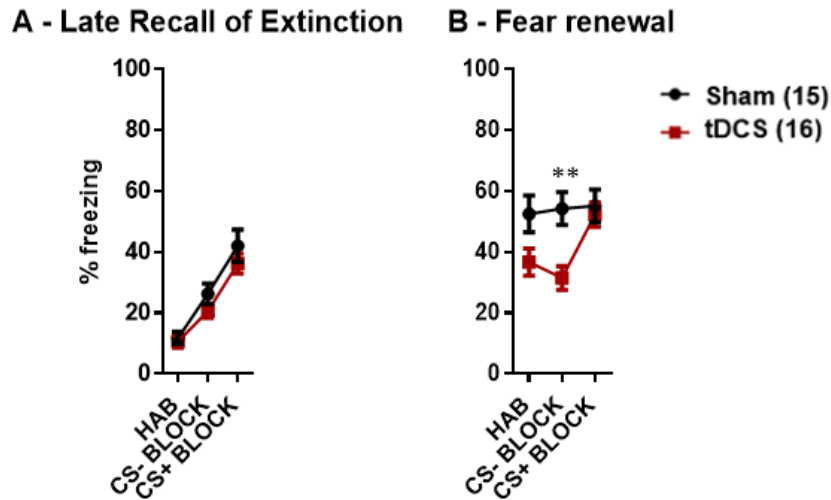 A - Late Recall of Extinction
B - Fear renewal
% freezing
100
80
60
40
20
0
HAB
CS- BLOCK
CS+ BLOCK
100
80
60
40
20
0
**
HAB
CS- BLOCK
CS+ BLOCK
Sham (15)
tDCS (16)